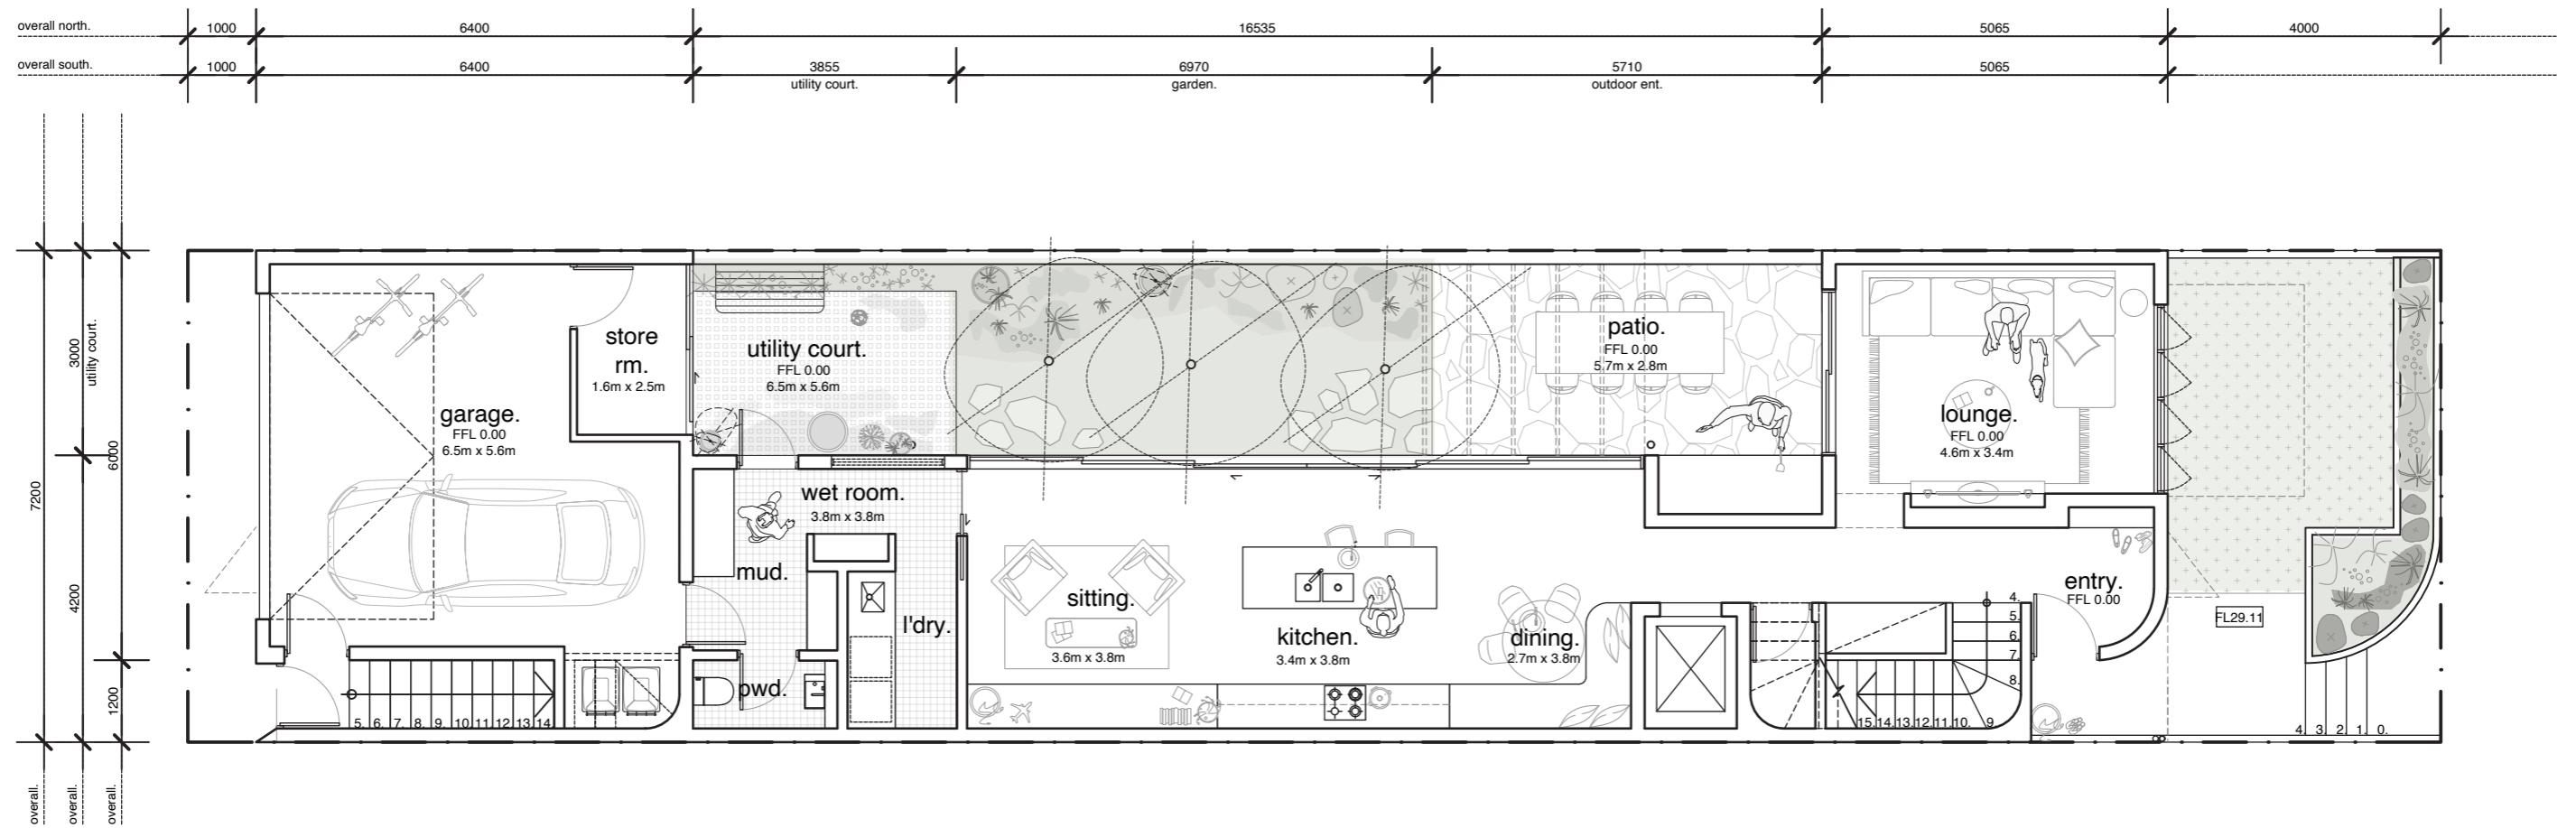 overall north.
1000
6400
16535
5065
4000
overall south.
1000
6400
3855
6970
5710
5065
utility court.
garden.
outdoor ent.
3000
utility court.
6000
7200
4200
1200
overall.
overall.
overall.
garage.
FFL 0.00
6.5m x 5.6m
store
rm.
1.6m x 2.5m
utility court.
FFL 0.00
6.5m x 5.6m
patio.
FFL 0.00
5.7m x 2.8m
lounge.
FFL 0.00
4.6m x 3.4m
wet room.
3.8m x 3.8m
mud.
l'dry.
pwd.
sitting.
3.6m x 3.8m
kitchen.
3.4m x 3.8m
dining.
2.7m x 3.8m
entry.
FFL 0.00
FL29.11
4.
5.
6.
7.
8.
5. 6. 7. 8. 9. 10. 11. 12. 13. 14.
15. 14. 13. 12. 11. 10. 9
4. 3. 2. 1. 0.